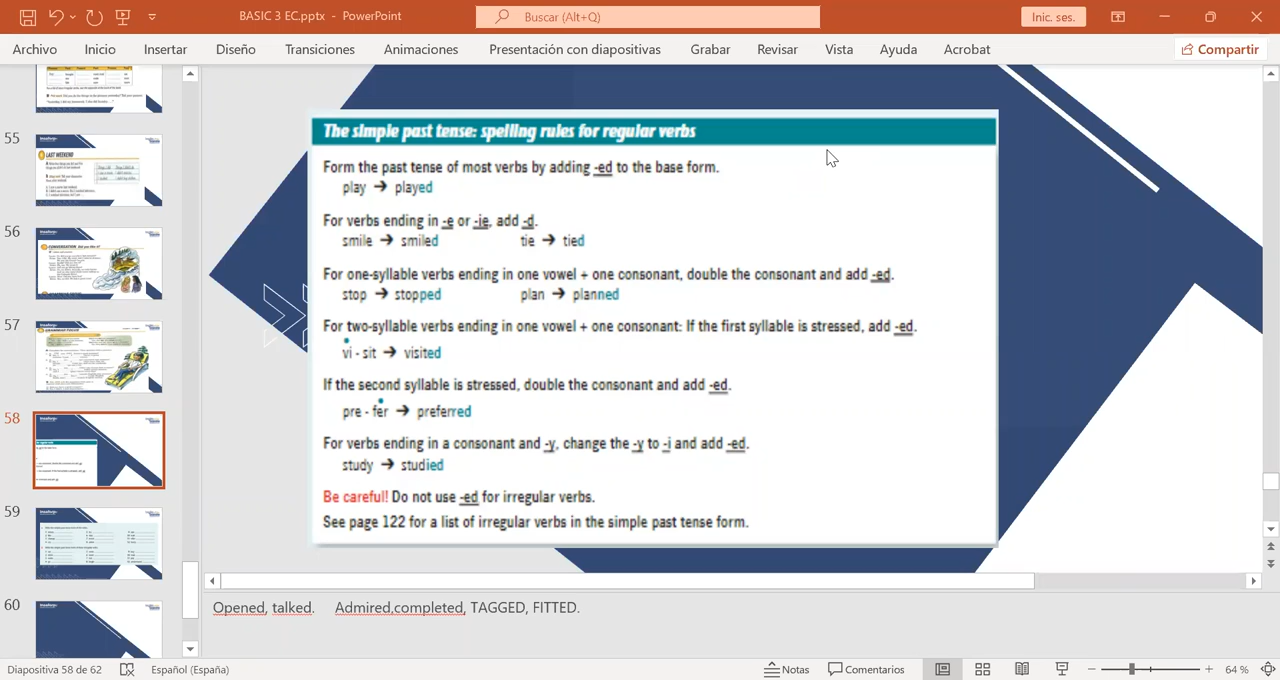 BASIC 3 EC.pptx - PowerPoint
Buscar (Alt+Q)
Inic. ses.
Archivo Inicio Insertar Diseño Transiciones Animaciones Presentación con diapositivas Grabar Revisar Vista Ayuda Acrobat
Compartir
55
LAST WEEKEND
56
CONVERSATION
57
GRAMMAR FOCUS
58
59
60
The simple past tense: spelling rules for regular verbs
Form the past tense of most verbs by adding -ed to the base form.
play → played
For verbs ending in -e or -ie, add -d.
smile → smiled tie → tied
For one-syllable verbs ending in one vowel + one consonant, double the consonant and add -ed.
stop → stopped plan → planned
For two-syllable verbs ending in one vowel + one consonant: If the first syllable is stressed, add -ed.
vi - sit → visited
If the second syllable is stressed, double the consonant and add -ed.
pre - fer → preferred
For verbs ending in a consonant and -y, change the -y to -i and add -ed.
study → studied
Be careful! Do not use -ed for irregular verbs.
See page 122 for a list of irregular verbs in the simple past tense form.
Opened, talked. Admired,completed, TAGGED, FITTED.
Diapositiva 58 de 62 Español (España) Notas Comentarios 64 %